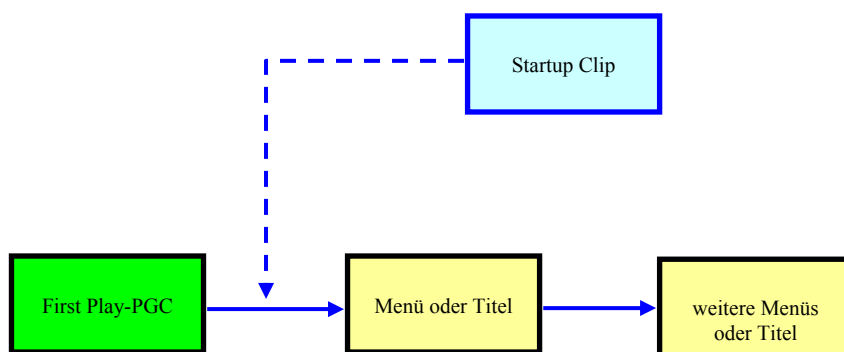 Startup Clip
First Play-PGC
Menü oder Titel
weitere Menüs
oder Titel